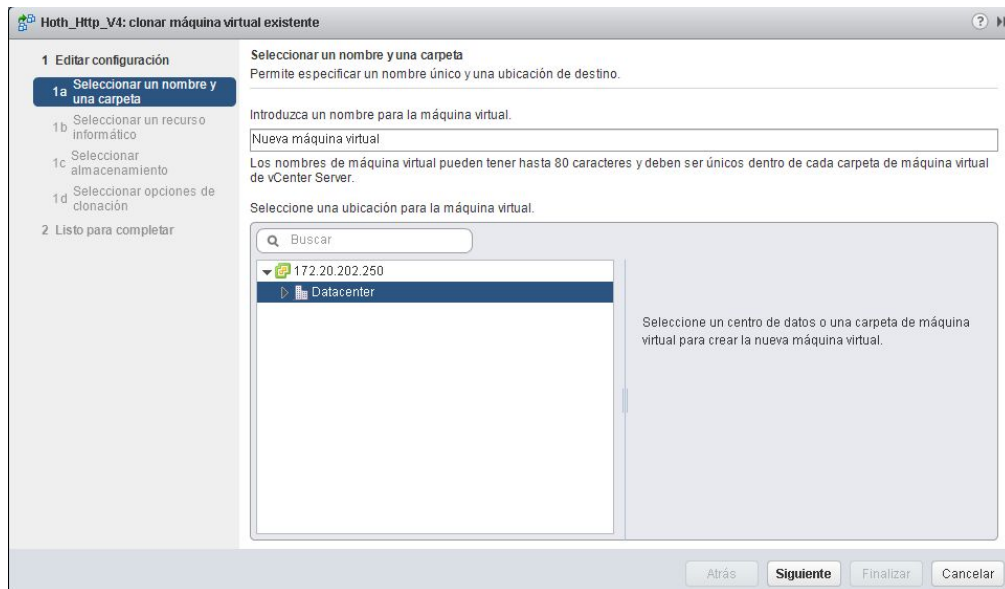 Hoth_Http_V4: clonar máquina virtual existente
?
1 Editar configuración
1a Seleccionar un nombre y
una carpeta
1b Seleccionar un recurso
informático
1c Seleccionar
almacenamiento
1d Seleccionar opciones de
clonación
2 Listo para completar
Seleccionar un nombre y una carpeta
Permite especificar un nombre único y una ubicación de destino.
Introduzca un nombre para la máquina virtual.
Nueva máquina virtual
Los nombres de máquina virtual pueden tener hasta 80 caracteres y deben ser únicos dentro de cada carpeta de máquina virtual
de vCenter Server.
Seleccione una ubicación para la máquina virtual.
Buscar
172.20.202.250
Datacenter
Seleccione un centro de datos o una carpeta de máquina
virtual para crear la nueva máquina virtual.
Atrás
Siguiente
Finalizar
Cancelar